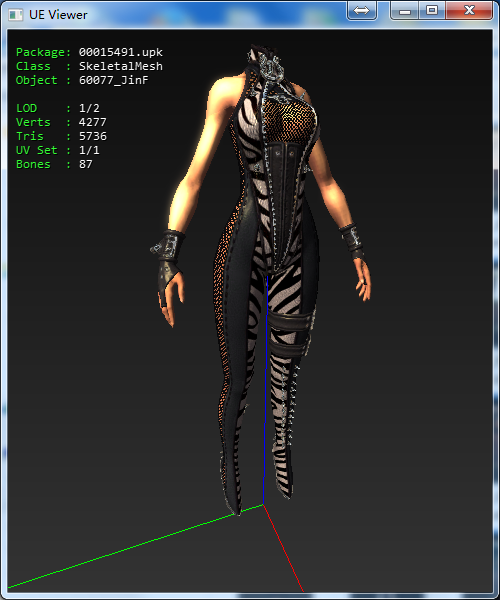 UE Viewer
Package: 00015491.upk
Class : SkeletalMesh
Object : 60077_JinF
LOD : 1/2
Verts : 4277
Tris : 5736
UV Set : 1/1
Bones : 87